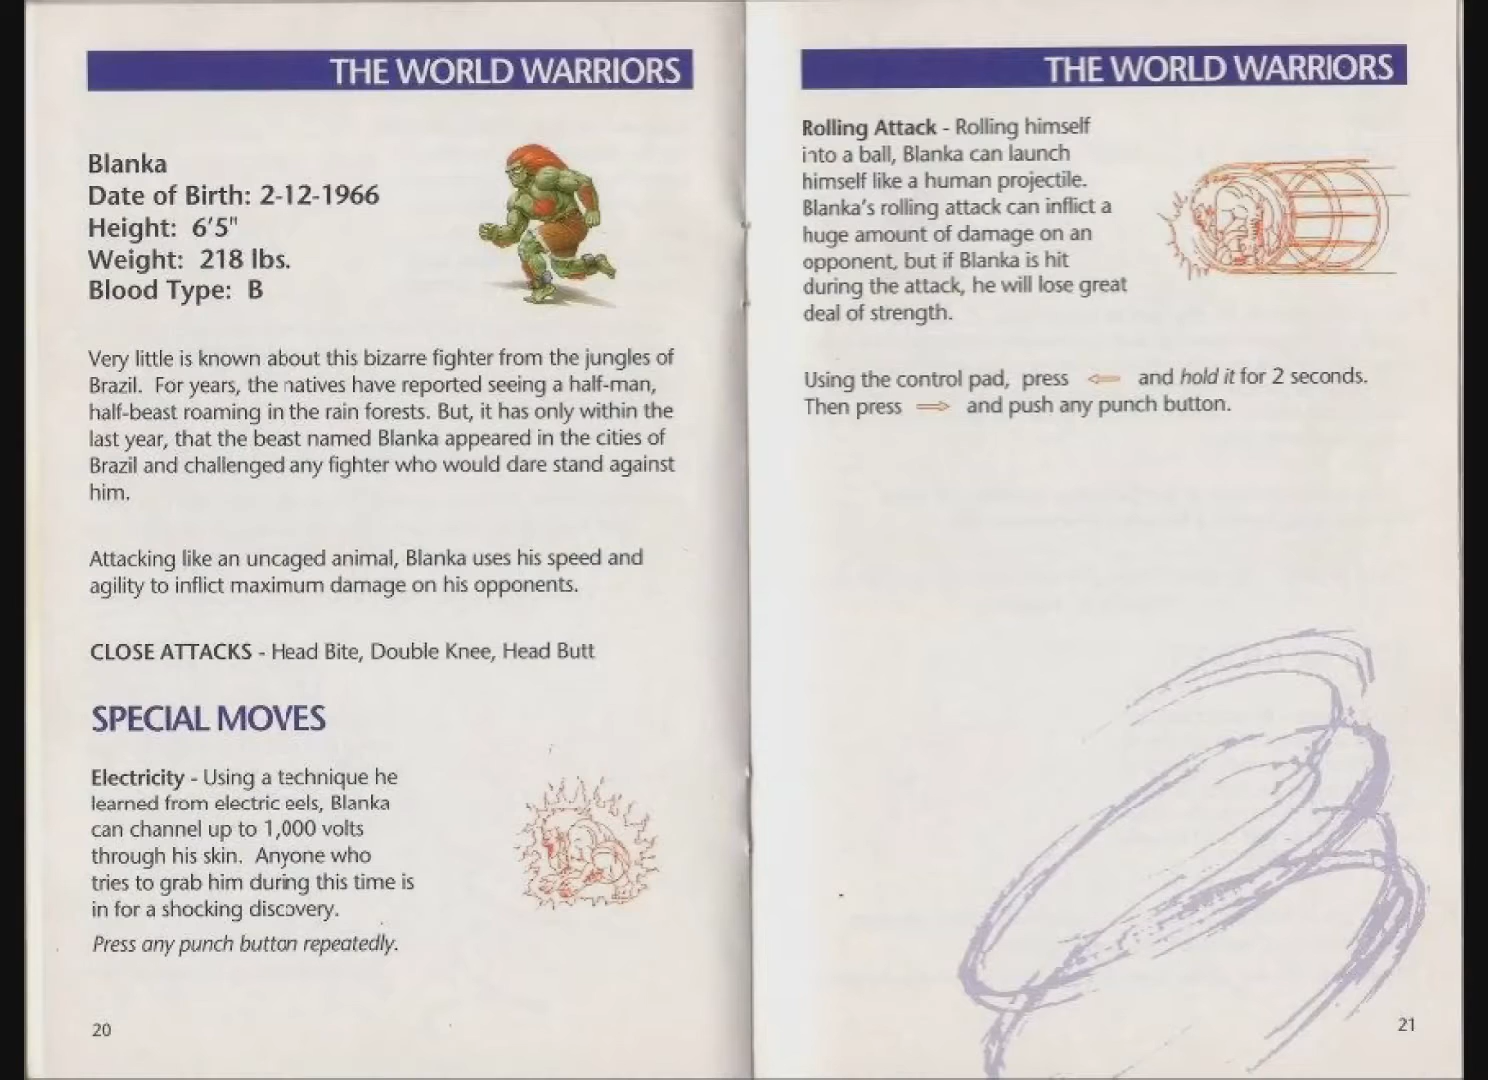 THE WORLD WARRIORS
Blanka
Date of Birth: 2-12-1966
Height: 6'5"
Weight: 218 lbs.
Blood Type: B
Very little is known about this bizarre fighter from the jungles of
Brazil. For years, the natives have reported seeing a half-man,
half-beast roaming in the rain forests. But, it has only within the
last year, that the beast named Blanka appeared in the cities of
Brazil and challenged any fighter who would dare stand against
him.
Attacking like an uncaged animal, Blanka uses his speed and
agility to inflict maximum damage on his opponents.
CLOSE ATTACKS - Head Bite, Double Knee, Head Butt
SPECIAL MOVES
Electricity - Using a technique he
learned from electric eels, Blanka
can channel up to 1,000 volts
through his skin. Anyone who
tries to grab him during this time is
in for a shocking discovery.
Press any punch button repeatedly.
20
THE WORLD WARRIORS
Rolling Attack - Rolling himself
into a ball, Blanka can launch
himself like a human projectile.
Blanka's rolling attack can inflict a
huge amount of damage on an
opponent, but if Blanka is hit
during the attack, he will lose great
deal of strength.
Using the control pad, press ⇐ and hold it for 2 seconds.
Then press ⇒ and push any punch button.
21